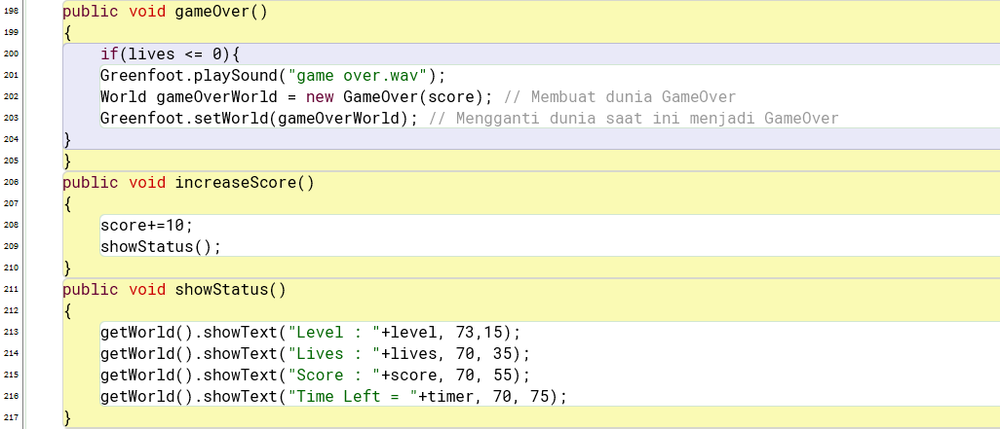 198 public void gameOver()
199 {
200 if(lives <= 0){
201 Greenfoot.playSound("game over.wav");
202 World gameOverWorld = new GameOver(score); // Membuat dunia GameOver
203 Greenfoot.setWorld(gameOverWorld); // Mengganti dunia saat ini menjadi GameOver
204 }
205 }
206 public void increaseScore()
207 {
208 score+=10;
209 showStatus();
210 }
211 public void showStatus()
212 {
213 getWorld().showText("Level : "+level, 73,15);
214 getWorld().showText("Lives : "+lives, 70, 35);
215 getWorld().showText("Score : "+score, 70, 55);
216 getWorld().showText("Time Left = "+timer, 70, 75);
217 }